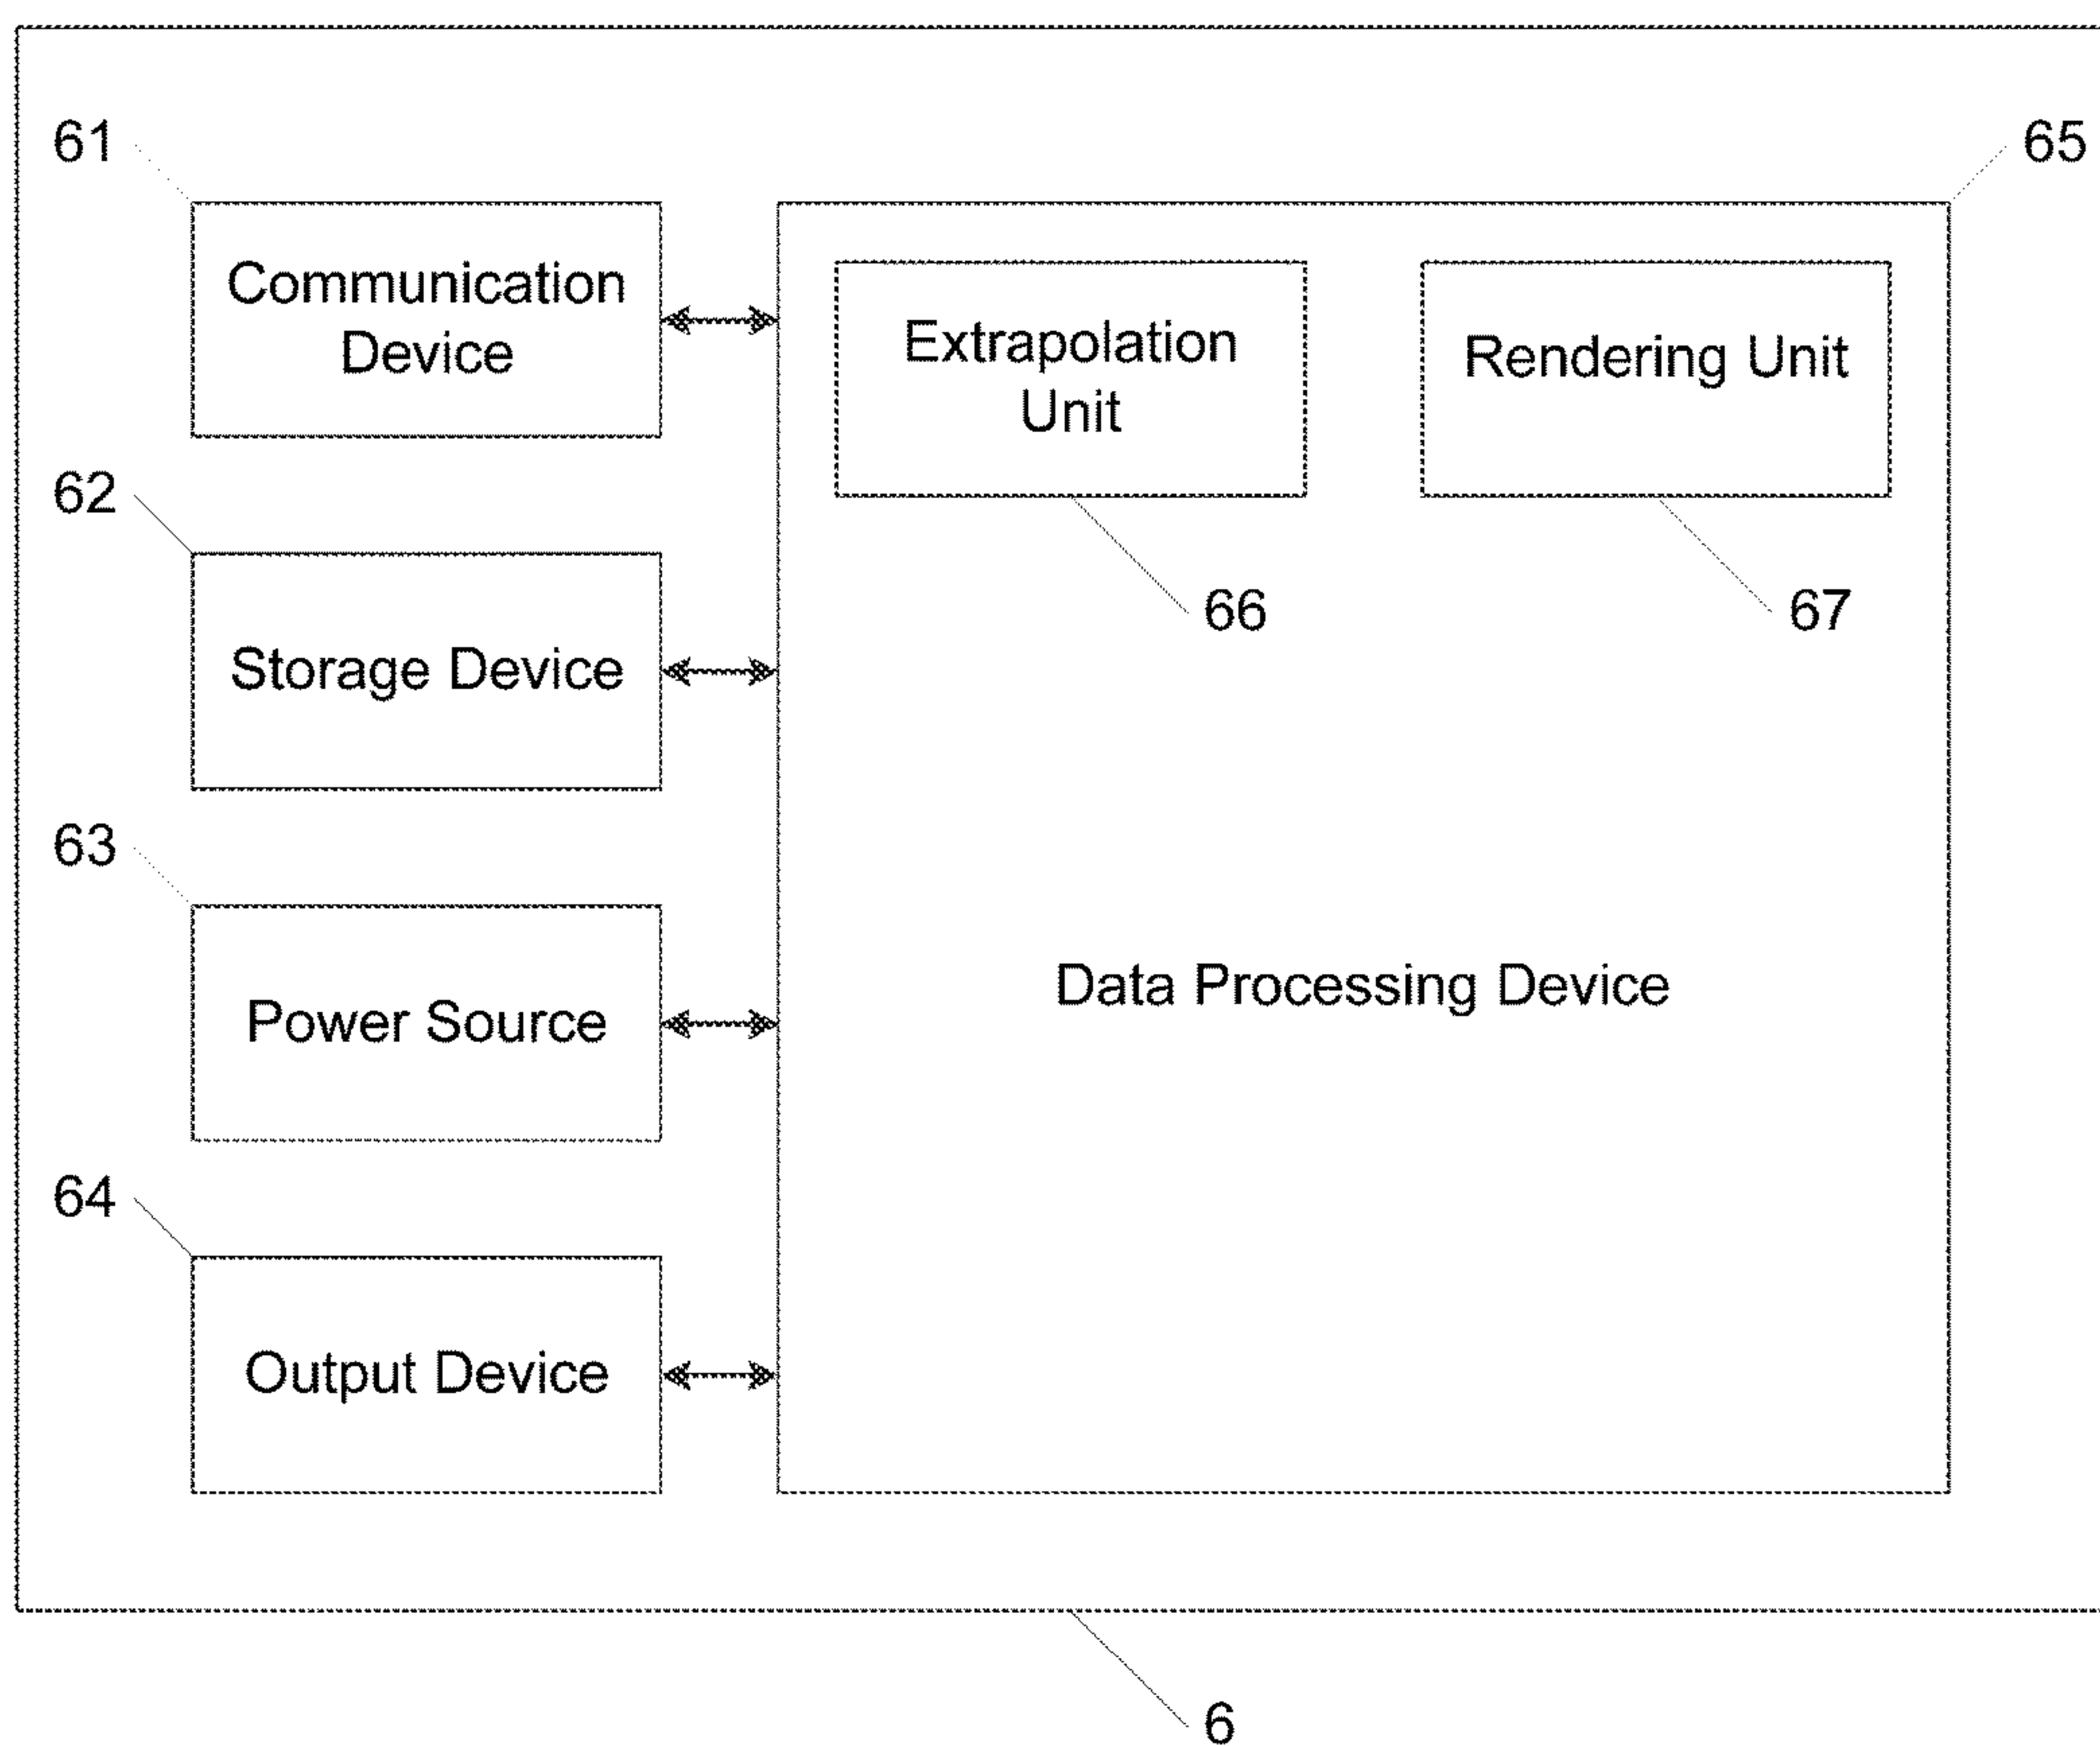 61
65
Communication
Device
Extrapolation
Unit
Rendering Unit
62
66
67
Storage Device
63
Data Processing Device
Power Source
64
Output Device
6